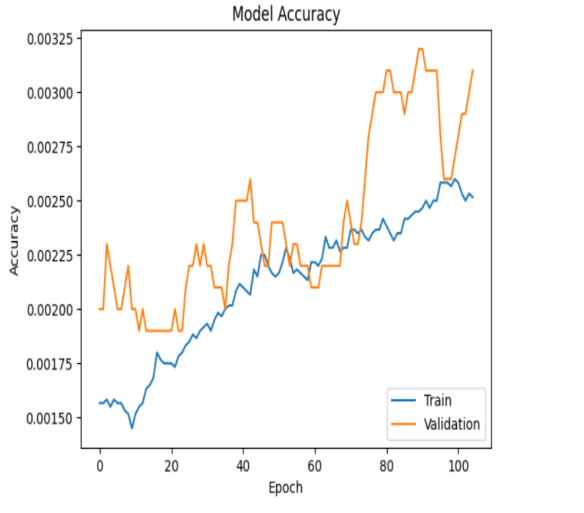 Model Accuracy
0.00325
0.00300
0.00275
0.00250
0.00225
0.00200
0.00175
0.00150
Accuracy
0 20 40 60 80 100
Epoch
Train
Validation